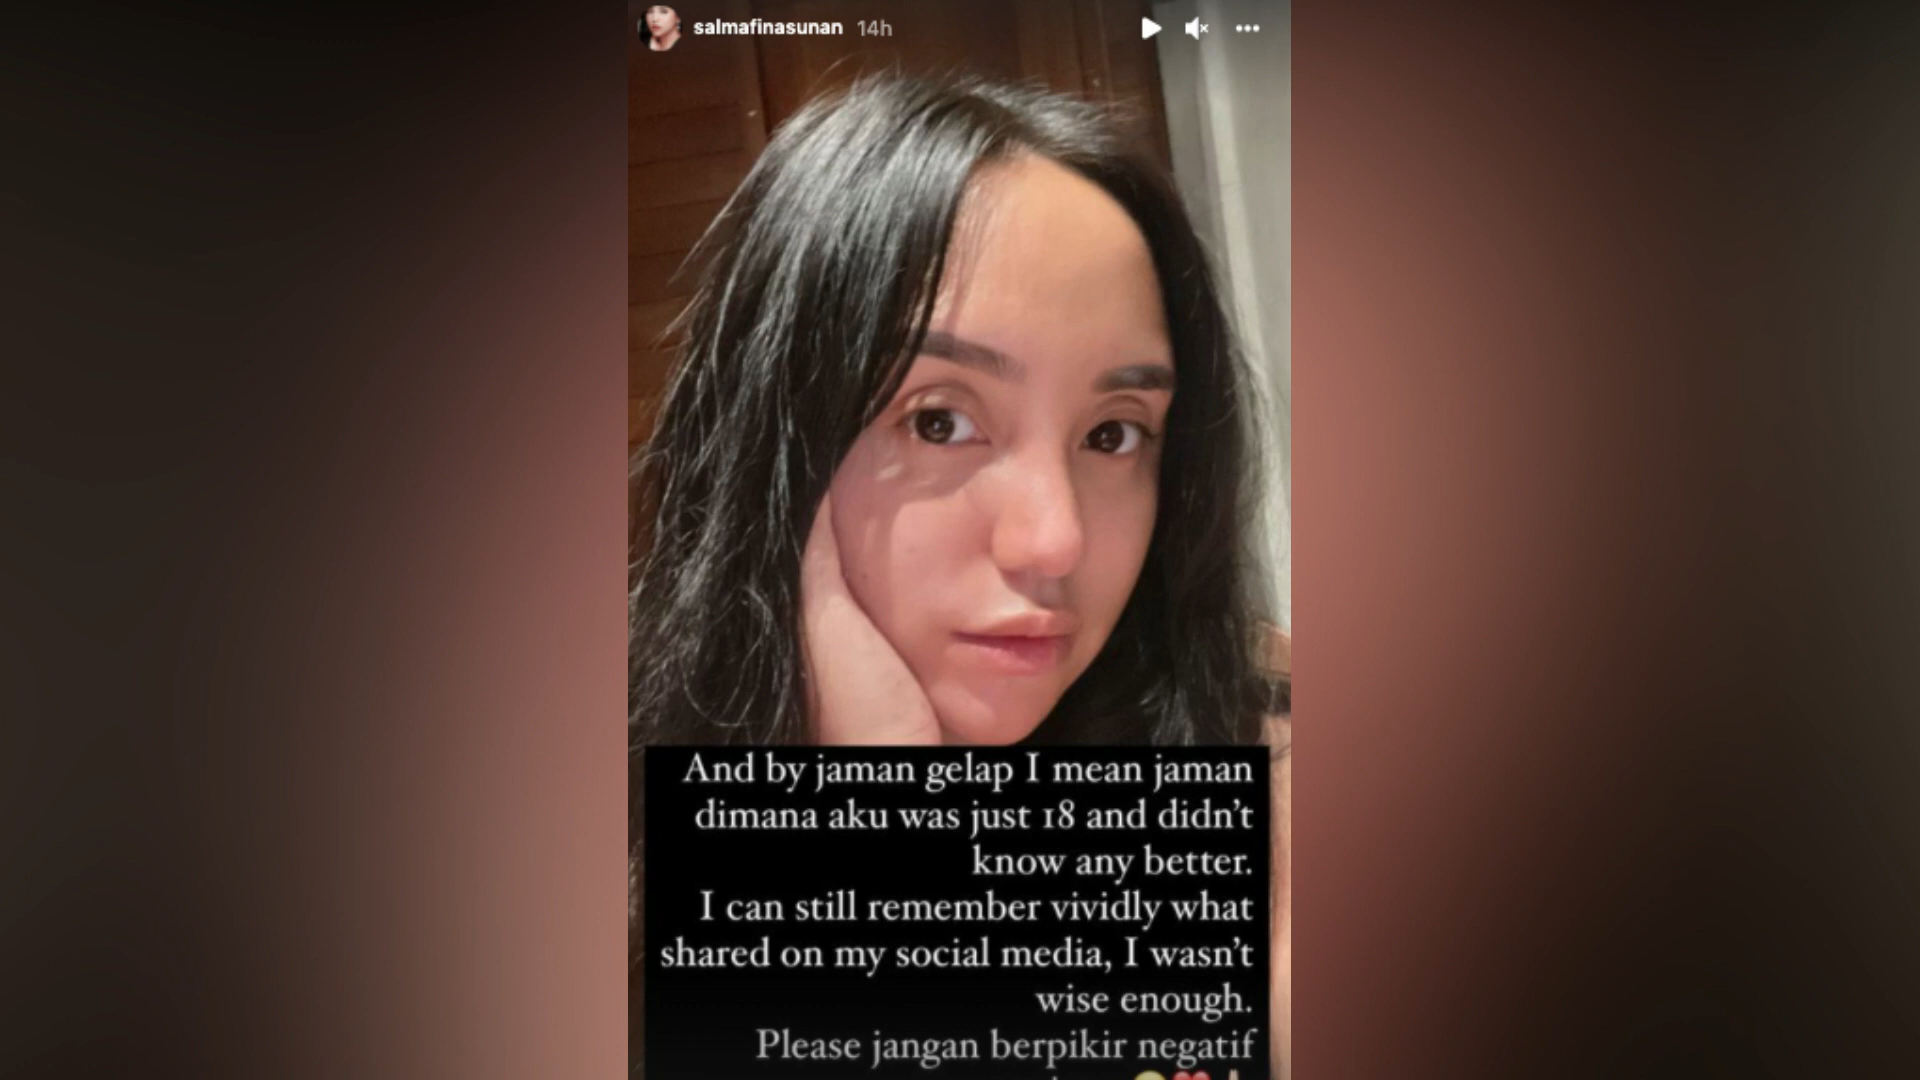 salmafinasunan 14h
And by jaman gelap I mean jaman
dimana aku was just 18 and didn't
know any better.
I can still remember vividly what
shared on my social media, I wasn't
wise enough.
Please jangan berpikir negatif